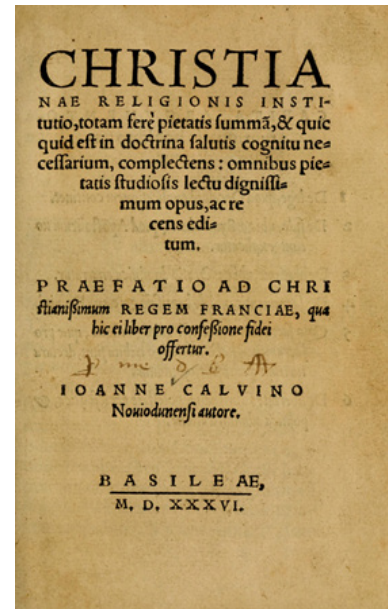 CHRISTIA
NAE RELIGIONIS INSTI-
tutio,totam ferè pietatis summã,& quic
quid est in doctrina salutis cognitu ne=
cessarium, complectens : omnibus pie=
tatis studiosis lectu dignissi=
mum opus,ac re
cens edi=
tum.
PRAEFATIO AD CHRI
stianißimum REGEM FRANCIAE, qua
hic ei liber pro confeßione fidei
offertur.
IOANNE CALVINO
Nouiodunensi autore.
BASILEAE,
M. D. XXXVI.